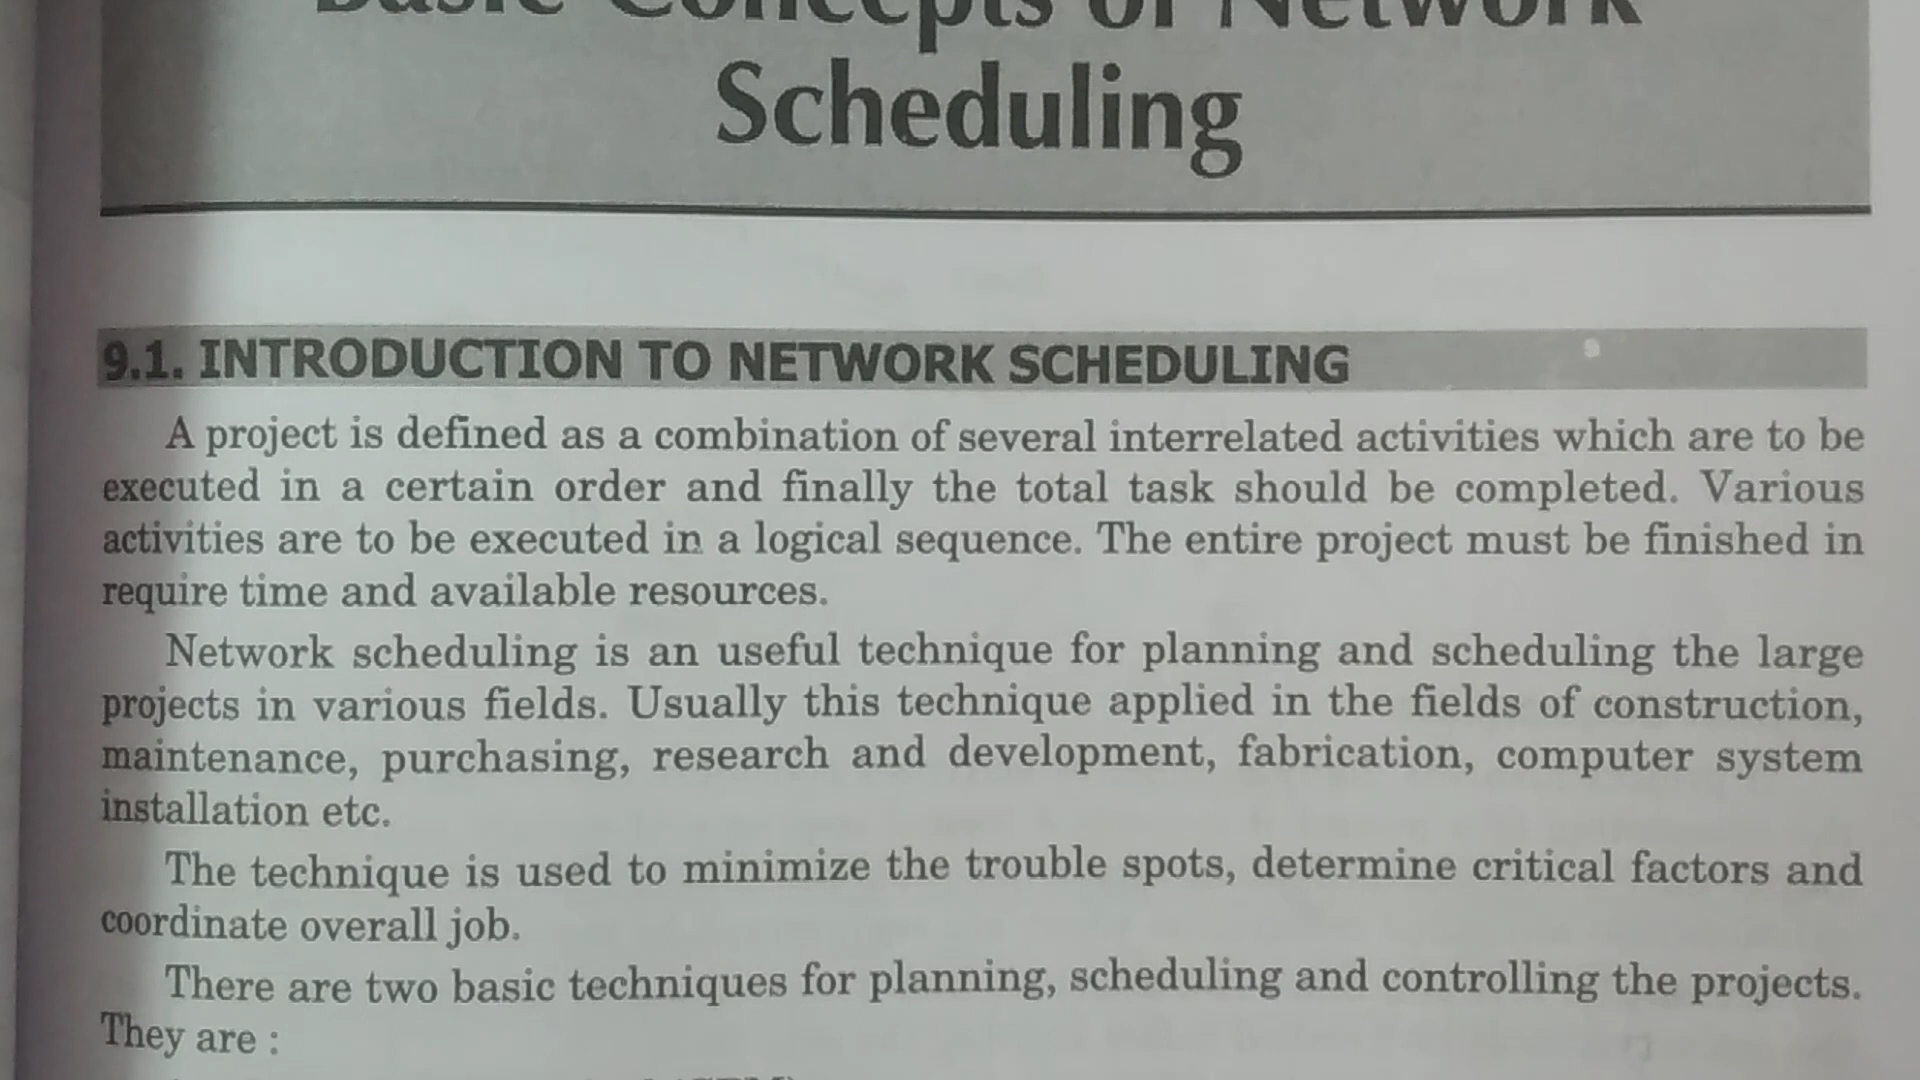 Basic Concepts of Network
Scheduling
9.1. INTRODUCTION TO NETWORK SCHEDULING
A project is defined as a combination of several interrelated activities which are to be
executed in a certain order and finally the total task should be completed. Various
activities are to be executed in a logical sequence. The entire project must be finished in
require time and available resources.
Network scheduling is an useful technique for planning and scheduling the large
projects in various fields. Usually this technique applied in the fields of construction,
maintenance, purchasing, research and development, fabrication, computer system
installation etc.
The technique is used to minimize the trouble spots, determine critical factors and
coordinate overall job.
There are two basic techniques for planning, scheduling and controlling the projects.
They are :